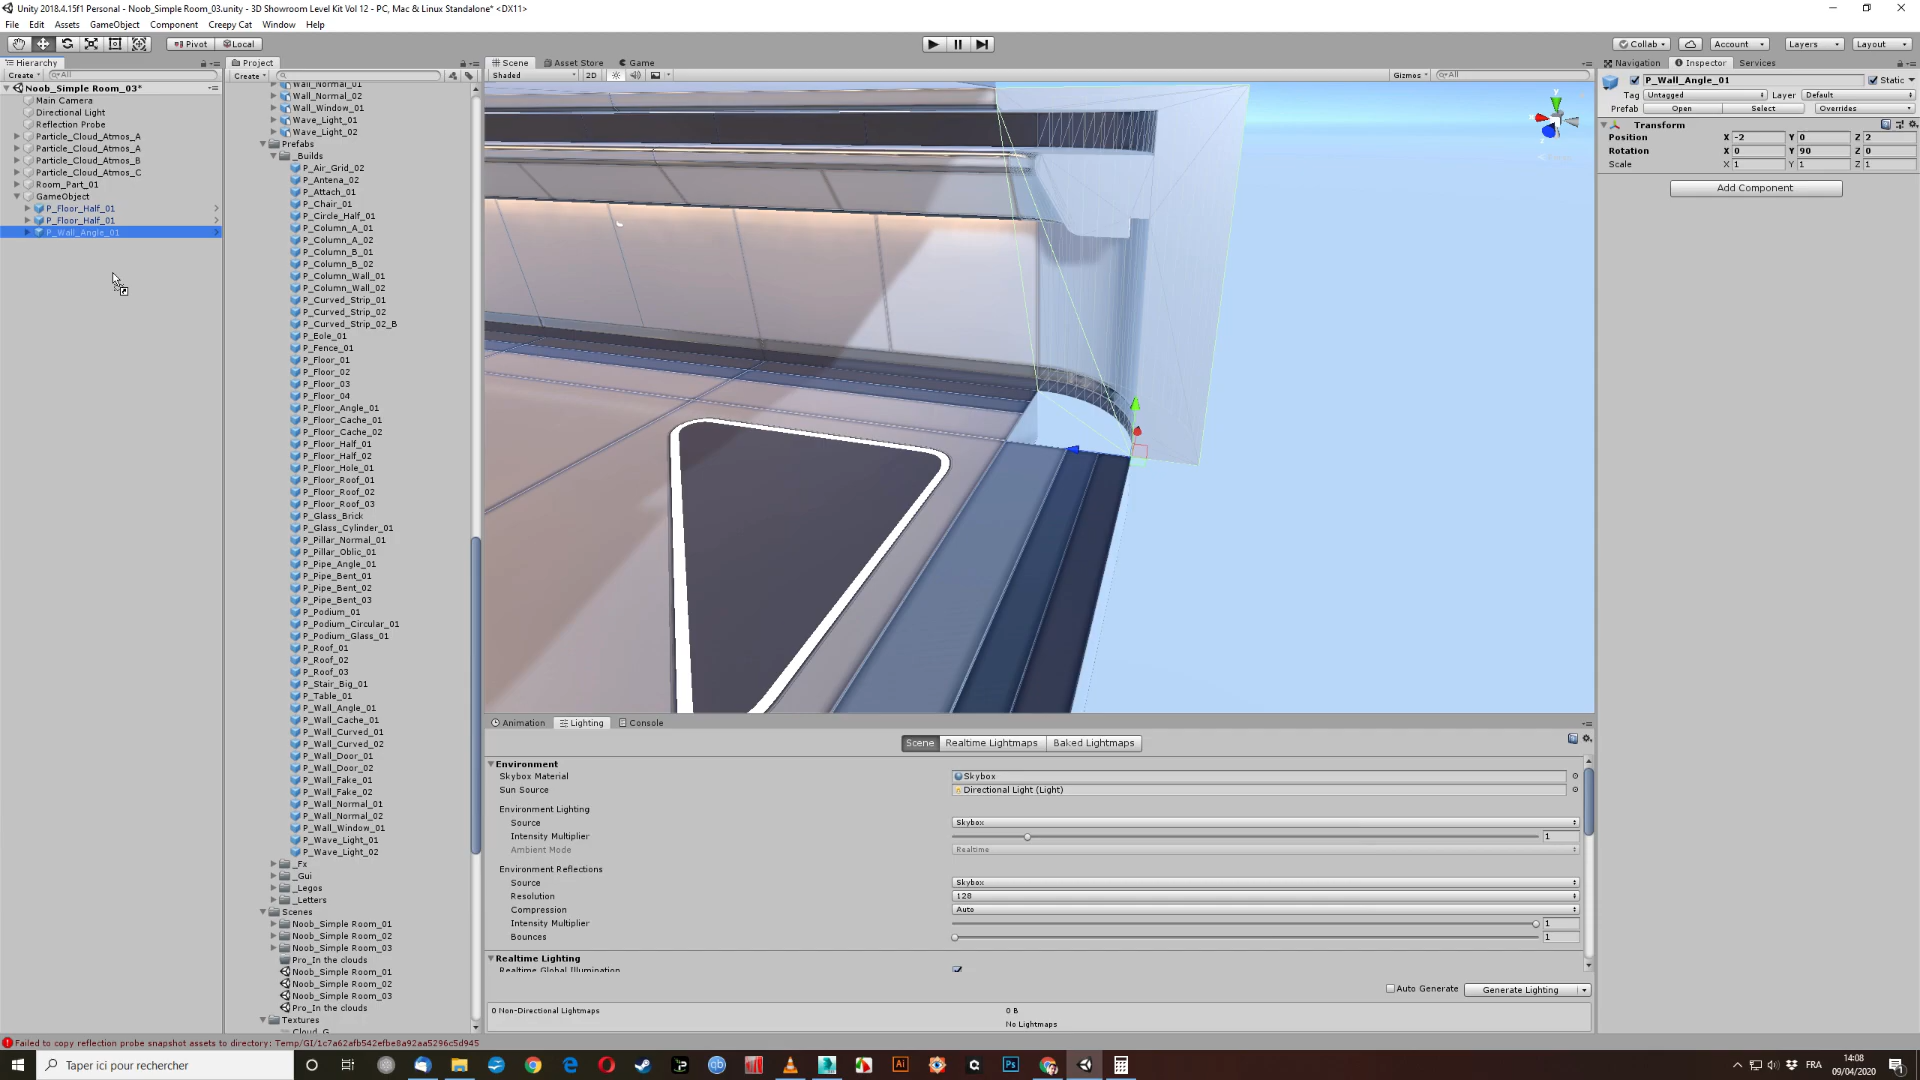 Unity 2018.4.15f1 Personal - Noob_Simple Room_03.unity - 3D Showroom Level Kit Vol 12 - PC, Mac & Linux Standalone* <DX11>
File Edit Assets GameObject Component Creepy Cat Window Help
Pivot Local Collab Account Layers Layout
Hierarchy
Create All
Noob_Simple Room_03*
Main Camera
Directional Light
Reflection Probe
Particle_Cloud_Atmos_A
Particle_Cloud_Atmos_A
Particle_Cloud_Atmos_B
Particle_Cloud_Atmos_C
Room_Part_01
GameObject
P_Floor_Half_01
P_Floor_Half_01
P_Wall_Angle_01
Project
Create
Wall_Normal_01
Wall_Normal_02
Wall_Window_01
Wave_Light_01
Wave_Light_02
Prefabs
_Builds
P_Air_Grid_02
P_Antena_02
P_Attach_01
P_Chair_01
P_Circle_Half_01
P_Column_A_01
P_Column_A_02
P_Column_B_01
P_Column_B_02
P_Column_Wall_01
P_Column_Wall_02
P_Curved_Strip_01
P_Curved_Strip_02
P_Curved_Strip_02_B
P_Eole_01
P_Fence_01
P_Floor_01
P_Floor_02
P_Floor_03
P_Floor_04
P_Floor_Angle_01
P_Floor_Cache_01
P_Floor_Cache_02
P_Floor_Half_01
P_Floor_Half_02
P_Floor_Hole_01
P_Floor_Roof_01
P_Floor_Roof_02
P_Floor_Roof_03
P_Glass_Brick
P_Glass_Cylinder_01
P_Pillar_Normal_01
P_Pillar_Oblic_01
P_Pipe_Angle_01
P_Pipe_Bent_01
P_Pipe_Bent_02
P_Pipe_Bent_03
P_Podium_01
P_Podium_Circular_01
P_Podium_Glass_01
P_Roof_01
P_Roof_02
P_Roof_03
P_Stair_Big_01
P_Table_01
P_Wall_Angle_01
P_Wall_Cache_01
P_Wall_Curved_01
P_Wall_Curved_02
P_Wall_Door_01
P_Wall_Door_02
P_Wall_Fake_01
P_Wall_Fake_02
P_Wall_Normal_01
P_Wall_Normal_02
P_Wall_Window_01
P_Wave_Light_01
P_Wave_Light_02
_Fx
_Gui
_Legos
_Letters
Scenes
Noob_Simple Room_01
Noob_Simple Room_02
Noob_Simple Room_03
Pro_In the clouds
Noob_Simple Room_01
Noob_Simple Room_02
Noob_Simple Room_03
Pro_In the clouds
Textures
Cloud_G
Scene Asset Store Game
Shaded 2D Gizmos All
Animation Lighting Console
Scene Realtime Lightmaps Baked Lightmaps
Environment
Skybox Material Skybox
Sun Source Directional Light (Light)
Environment Lighting
Source Skybox
Intensity Multiplier 1
Ambient Mode Realtime
Environment Reflections
Source Skybox
Resolution 128
Compression Auto
Intensity Multiplier 1
Bounces 1
Realtime Lighting
Realtime Global Illumination
Auto Generate Generate Lighting
0 Non-Directional Lightmaps 0 B
No Lightmaps
Navigation Inspector Services
P_Wall_Angle_01 Static
Tag Untagged Layer Default
Prefab Open Select Overrides
Transform
Position X -2 Y 0 Z 2
Rotation X 0 Y 90 Z 0
Scale X 1 Y 1 Z 1
Add Component
Failed to copy reflection probe snapshot assets to directory: Temp/GI/1c7a62afb542efbe8a92aa5296c5d945
Taper ici pour rechercher
FRA
14:08
09/04/2020